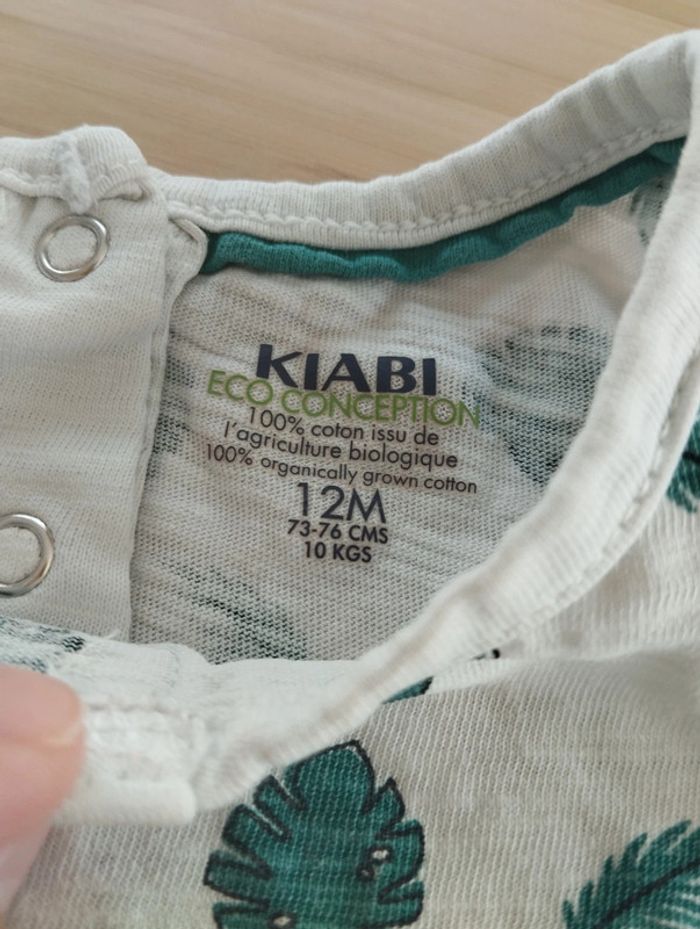 KIABI
ECO CONCEPTION
100% coton issu de
l'agriculture biologique
100% organically grown cotton
12M
73-76 CMS
10 KGS